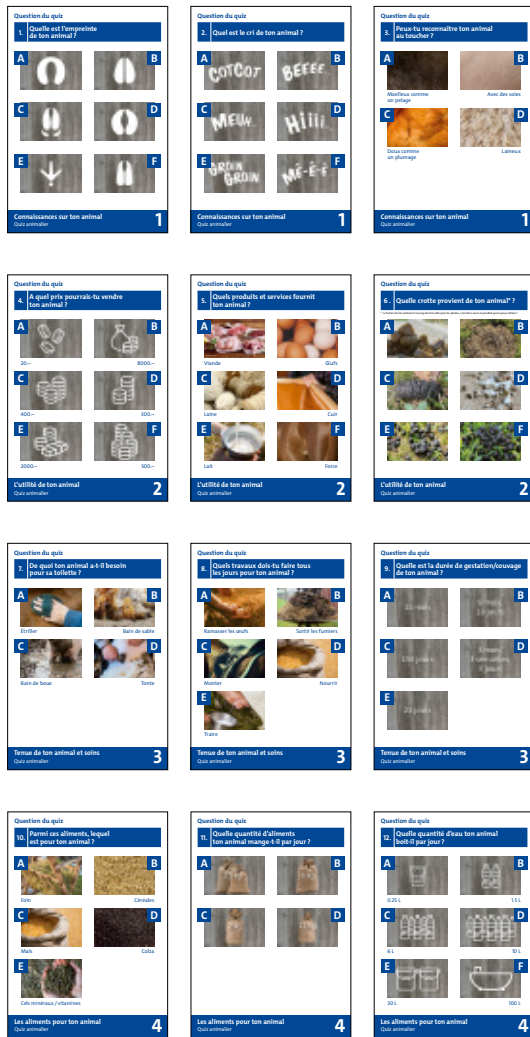 Question du quiz
1. Quelle est l'empreinte
de ton animal ?
A
B
C
D
E
F
Connaissances sur ton animal
Quiz animalier
1
Question du quiz
2. Quel est le cri de ton animal ?
A
COTCOT
B
BEEEE
C
MEUH
D
Hiiii
E
GROIN
GROIN
F
MÊ-E-E
Connaissances sur ton animal
Quiz animalier
1
Question du quiz
3. Peux-tu reconnaître ton animal
au toucher ?
A
B
Moelleux comme
un pelage
Avec des soies
C
D
Doux comme
un plumage
Laineux
Connaissances sur ton animal
Quiz animalier
1
Question du quiz
4. A quel prix pourrais-tu vendre
ton animal ?
A
B
20.–
8000.–
C
D
400.–
300.–
E
F
2000.–
500.–
L'utilité de ton animal
Quiz animalier
2
Question du quiz
5. Quels produits et services fournit
ton animal ?
A
B
Viande
Œufs
C
D
Laine
Cuir
E
F
Lait
Force
L'utilité de ton animal
Quiz animalier
2
Question du quiz
6. Quelle crotte provient de ton animal* ?
A
B
C
D
E
F
L'utilité de ton animal
Quiz animalier
2
Question du quiz
7. De quoi ton animal a-t-il besoin
pour sa toilette ?
A
B
Etriller
Bain de sable
C
D
Bain de boue
Tonte
Tenue de ton animal et soins
Quiz animalier
3
Question du quiz
8. Quels travaux dois-tu faire tous
les jours pour ton animal ?
A
B
Ramasser les œufs
Sortir les fumiers
C
D
Monter
Nourrir
E
Traire
Tenue de ton animal et soins
Quiz animalier
3
Question du quiz
9. Quelle est la durée de gestation/couvage
de ton animal ?
A
11 mois
B
C
D
E
Tenue de ton animal et soins
Quiz animalier
3
Question du quiz
10. Parmi ces aliments, lequel
est pour ton animal ?
A
B
Foin
Céréales
C
D
Maïs
Colza
E
Cels minéraux / vitamines
Les aliments pour ton animal
Quiz animalier
4
Question du quiz
11. Quelle quantité d'aliments
ton animal mange-t-il par jour ?
A
B
C
D
Les aliments pour ton animal
Quiz animalier
4
Question du quiz
12. Quelle quantité d'eau ton animal
boit-il par jour ?
A
B
0.25 L
1.5 L
C
D
6 L
10 L
E
F
30 L
100 L
Les aliments pour ton animal
Quiz animalier
4